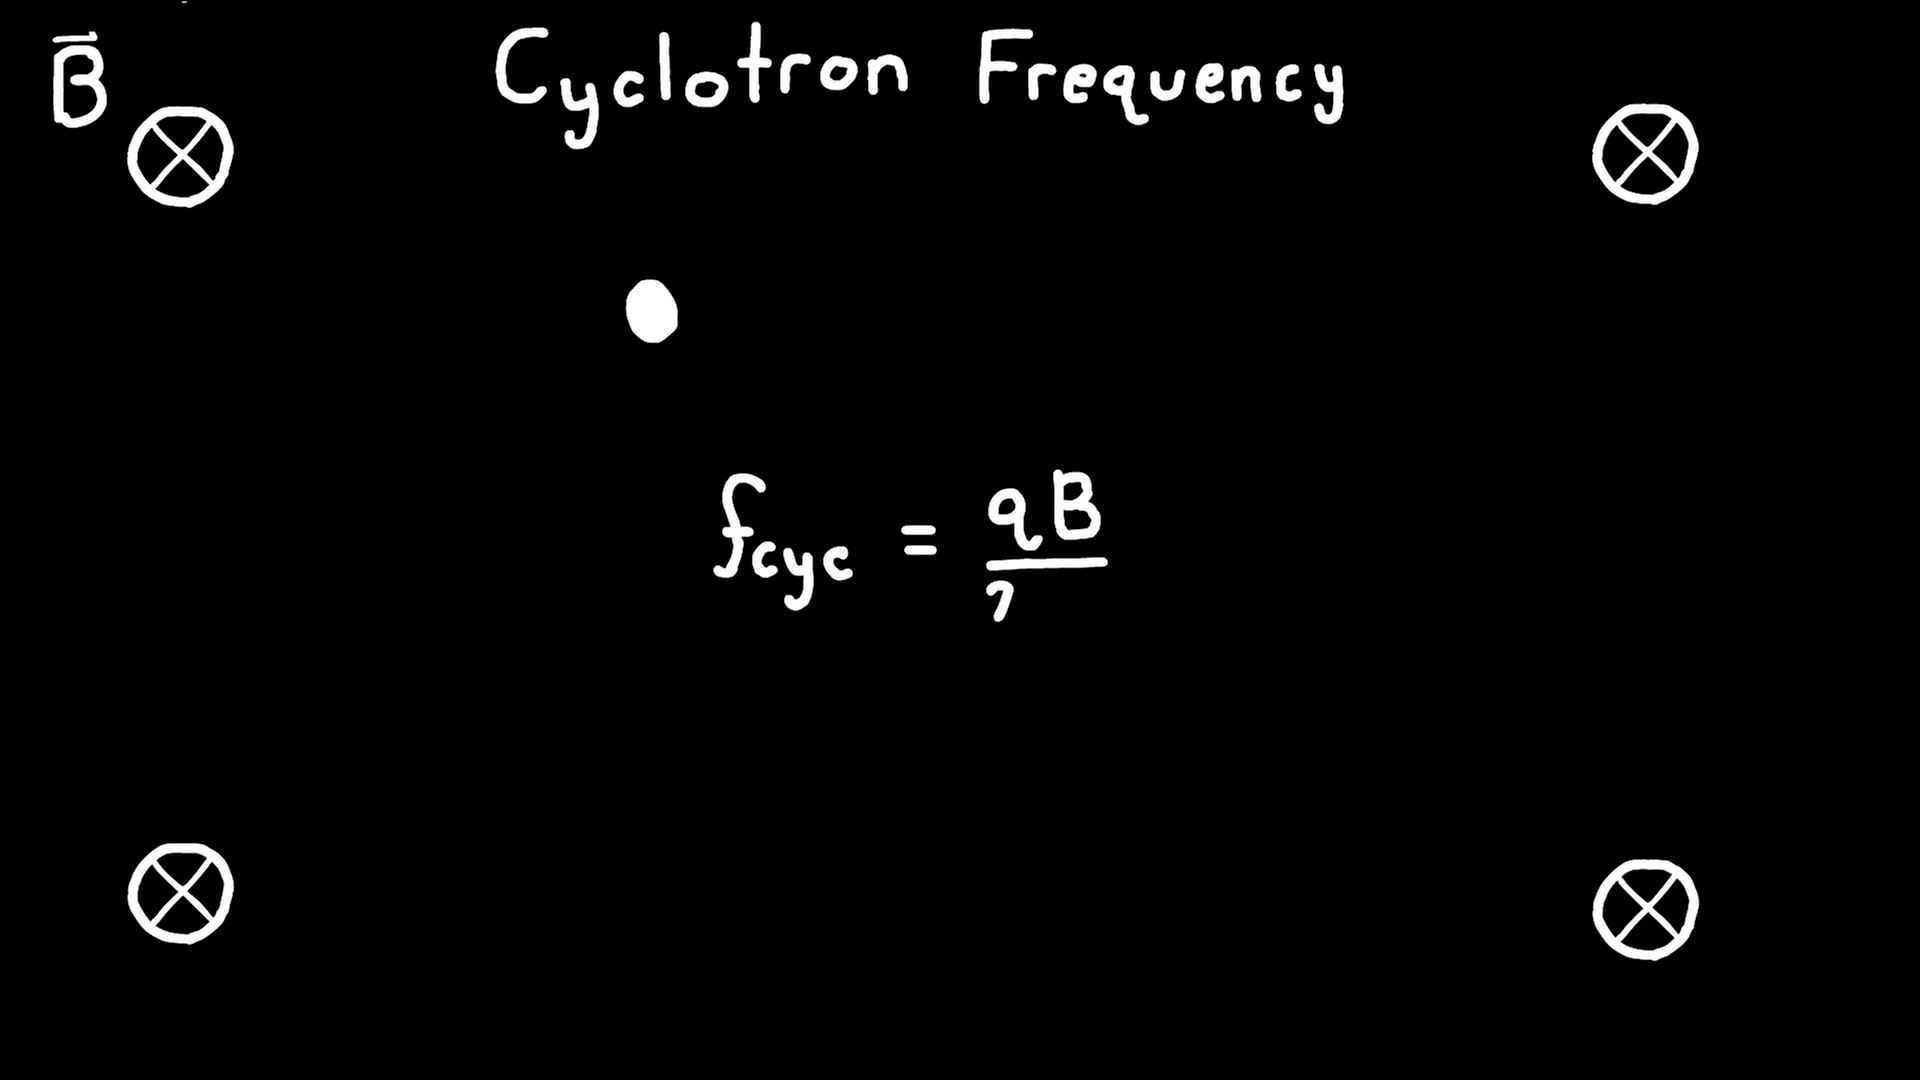 B̄
Cyclotron Frequency
fcyc = qB